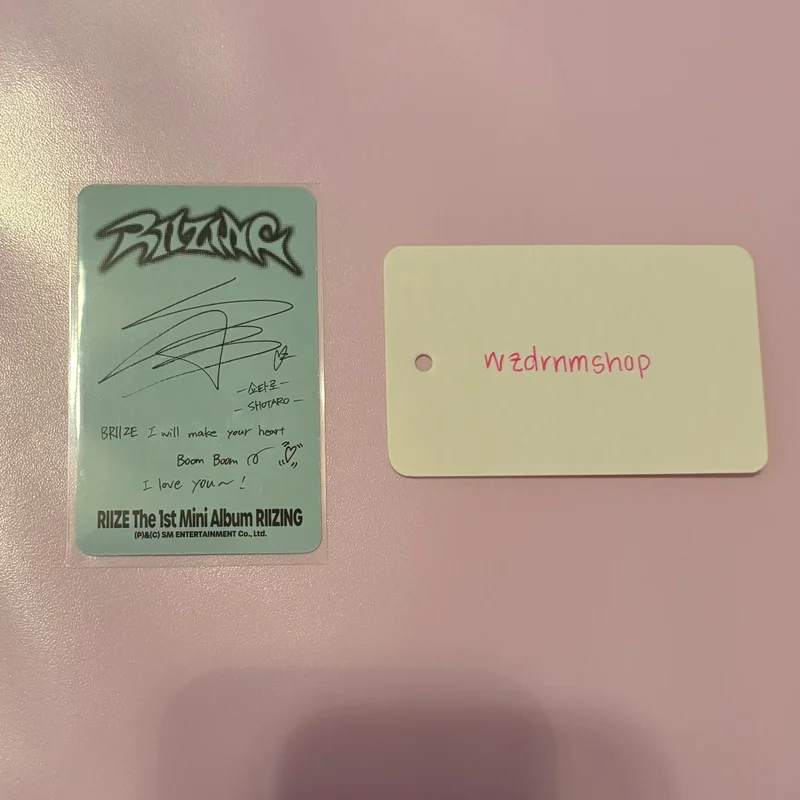 RIIZING
-쇼타로-
- SHOTARO -
BRIIZE I will make your heart
Boom Boom
I love you~!
RIIZE The 1st Mini Album RIIZING
(P)&(C) SM ENTERTAINMENT Co., Ltd.
wzdrnmshop